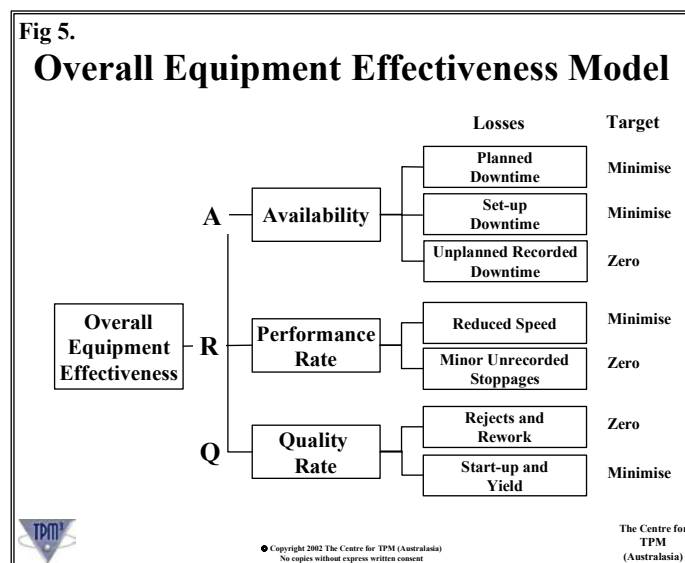 Fig 5.
Overall Equipment Effectiveness Model
Losses
Target
Planned
Downtime
Minimise
A
Availability
Set-up
Downtime
Minimise
Unplanned Recorded
Downtime
Zero
Overall
Equipment
Effectiveness
R
Performance
Rate
Reduced Speed
Minimise
Minor Unrecorded
Stoppages
Zero
Q
Quality
Rate
Rejects and
Rework
Zero
Start-up and
Yield
Minimise
TPM³
© Copyright 2002 The Centre for TPM (Australasia)
No copies without express written consent
The Centre for
TPM
(Australasia)